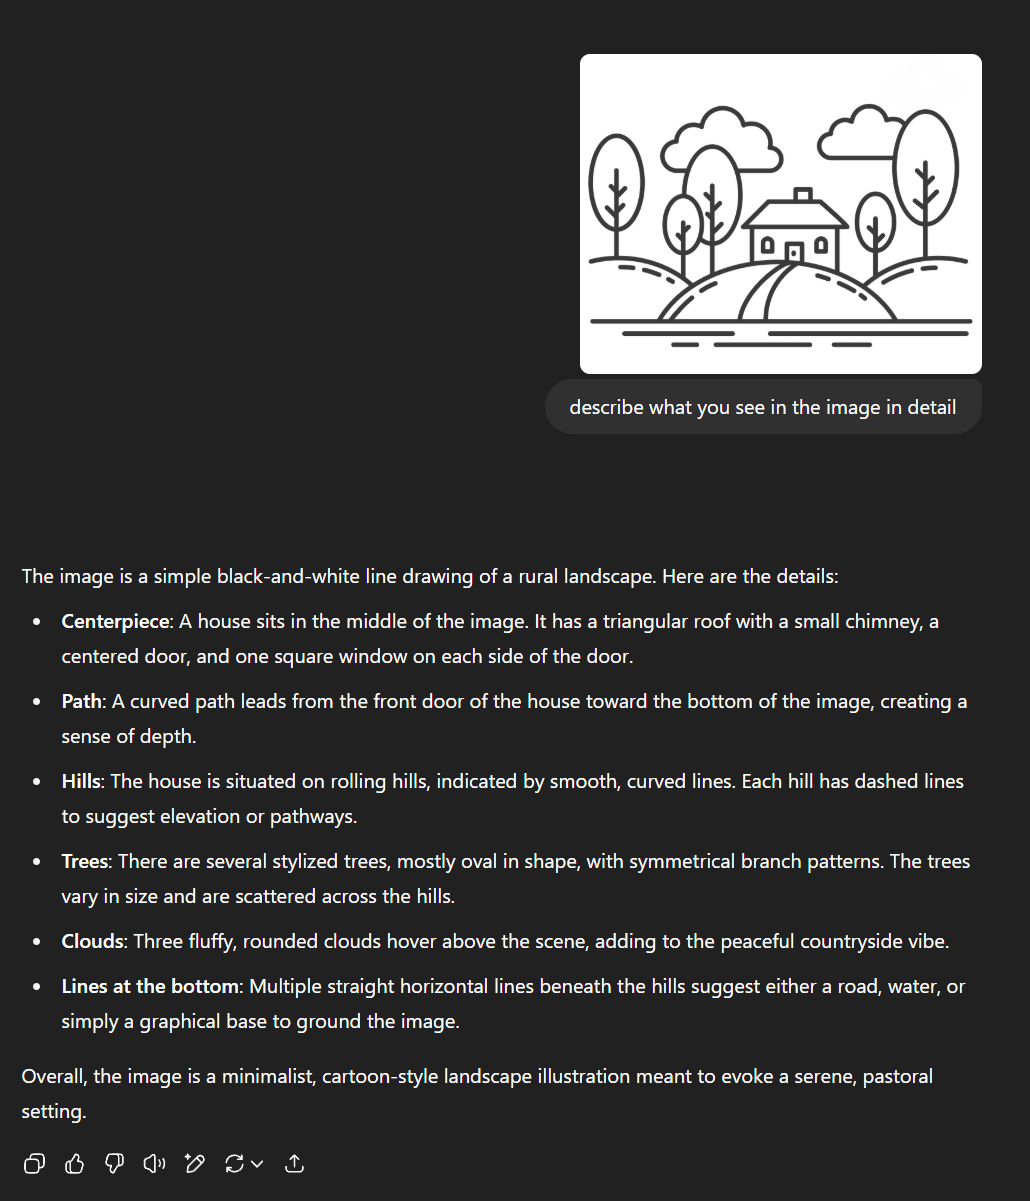 describe what you see in the image in detail
The image is a simple black-and-white line drawing of a rural landscape. Here are the details:
• Centerpiece: A house sits in the middle of the image. It has a triangular roof with a small chimney, a
centered door, and one square window on each side of the door.
• Path: A curved path leads from the front door of the house toward the bottom of the image, creating a
sense of depth.
• Hills: The house is situated on rolling hills, indicated by smooth, curved lines. Each hill has dashed lines
to suggest elevation or pathways.
• Trees: There are several stylized trees, mostly oval in shape, with symmetrical branch patterns. The trees
vary in size and are scattered across the hills.
• Clouds: Three fluffy, rounded clouds hover above the scene, adding to the peaceful countryside vibe.
• Lines at the bottom: Multiple straight horizontal lines beneath the hills suggest either a road, water, or
simply a graphical base to ground the image.
Overall, the image is a minimalist, cartoon-style landscape illustration meant to evoke a serene, pastoral
setting.